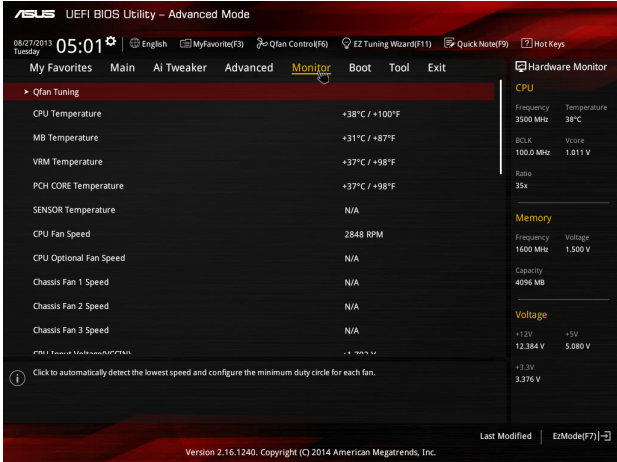 ASUS UEFI BIOS Utility – Advanced Mode
08/27/2013 Tuesday 05:01 English MyFavorite(F3) Qfan Control(F6) EZ Tuning Wizard(F11) Quick Note(F9) ? Hot Keys
My Favorites Main Ai Tweaker Advanced Monitor Boot Tool Exit
> Qfan Tuning
CPU Temperature +38°C / +100°F
MB Temperature +31°C / +87°F
VRM Temperature +37°C / +98°F
PCH CORE Temperature +37°C / +98°F
SENSOR Temperature N/A
CPU Fan Speed 2848 RPM
CPU Optional Fan Speed N/A
Chassis Fan 1 Speed N/A
Chassis Fan 2 Speed N/A
Chassis Fan 3 Speed N/A
CPU Input Voltage(VCCIN) +1.792 V
Click to automatically detect the lowest speed and configure the minimum duty circle for each fan.
Hardware Monitor
CPU
Frequency Temperature
3500 MHz 38°C
BCLK Vcore
100.0 MHz 1.011 V
Ratio
35x
Memory
Frequency Voltage
1600 MHz 1.500 V
Capacity
4096 MB
Voltage
+12V +5V
12.384 V 5.080 V
+3.3V
3.376 V
Last Modified EzMode(F7)
Version 2.16.1240. Copyright (C) 2014 American Megatrends, Inc.